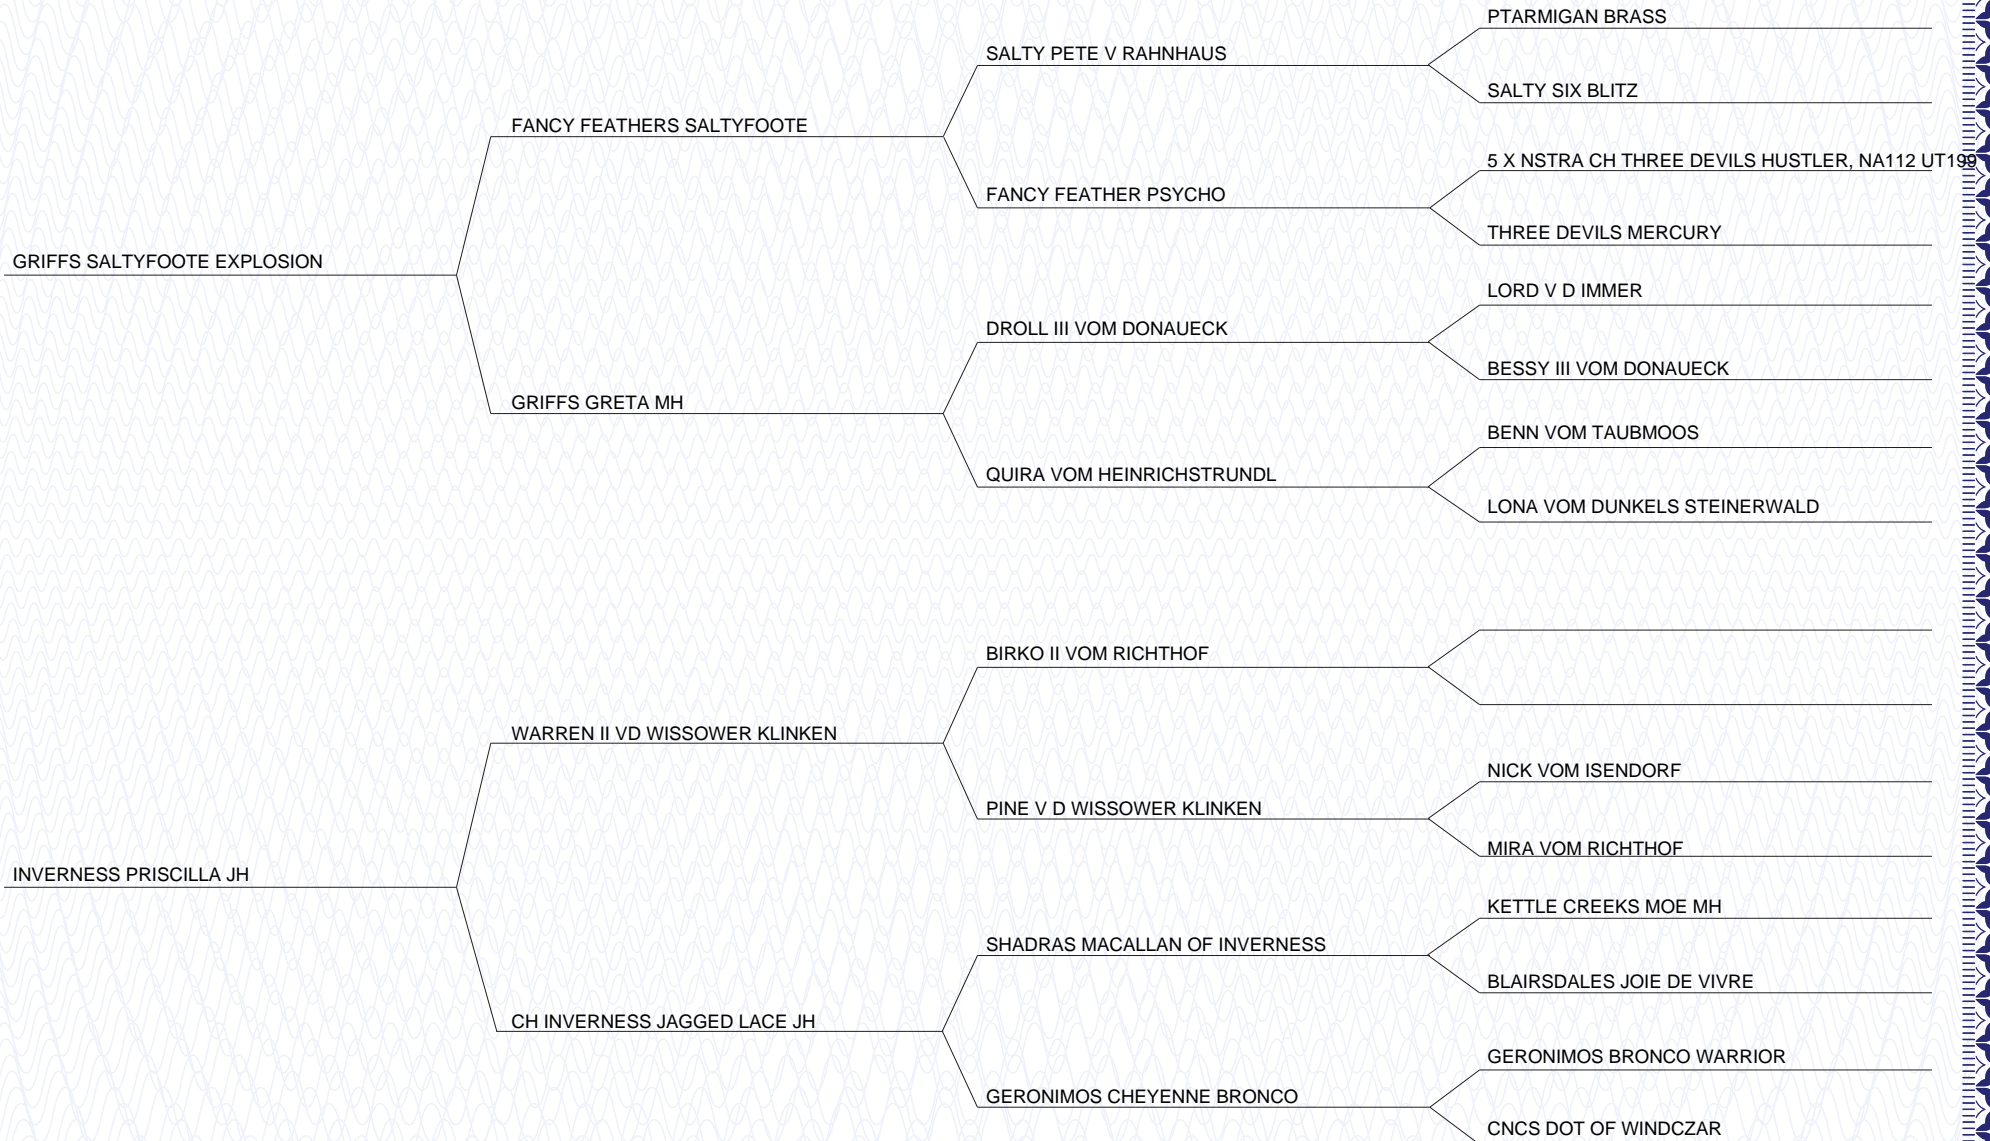 PTARMIGAN BRASS
SALTY PETE V RAHNHAUS
SALTY SIX BLITZ
FANCY FEATHERS SALTYFOOTE
5 X NSTRA CH THREE DEVILS HUSTLER, NA112 UT199
FANCY FEATHER PSYCHO
THREE DEVILS MERCURY
GRIFFS SALTYFOOTE EXPLOSION
LORD V D IMMER
DROLL III VOM DONAUECK
BESSY III VOM DONAUECK
GRIFFS GRETA MH
BENN VOM TAUBMOOS
QUIRA VOM HEINRICHSTRUNDL
LONA VOM DUNKELS STEINERWALD
BIRKO II VOM RICHTHOF
WARREN II VD WISSOWER KLINKEN
NICK VOM ISENDORF
PINE V D WISSOWER KLINKEN
MIRA VOM RICHTHOF
INVERNESS PRISCILLA JH
KETTLE CREEKS MOE MH
SHADRAS MACALLAN OF INVERNESS
BLAIRSDALES JOIE DE VIVRE
CH INVERNESS JAGGED LACE JH
GERONIMOS BRONCO WARRIOR
GERONIMOS CHEYENNE BRONCO
CNCS DOT OF WINDCZAR